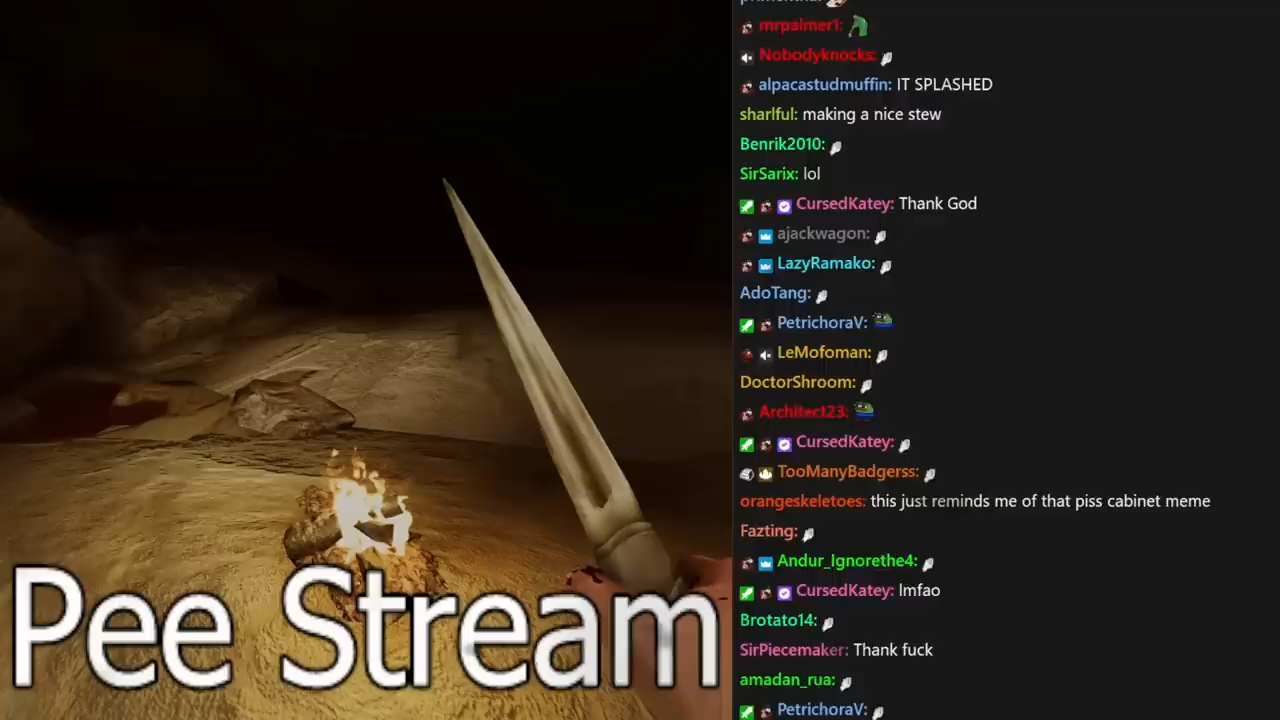 mrpalmer1:
Nobodyknocks:
alpacastudmuffin: IT SPLASHED
sharlful: making a nice stew
Benrik2010:
SirSarix: lol
CursedKatey: Thank God
ajackwagon:
LazyRamako:
AdoTang:
PetrichoraV:
LeMofoman:
DoctorShroom:
Architect23:
CursedKatey:
TooManyBadgerss:
orangeskeletoes: this just reminds me of that piss cabinet meme
Fazting:
Andur_Ignorethe4:
CursedKatey: lmfao
Brotato14:
SirPiecemaker: Thank fuck
amadan_rua:
PetrichoraV:
Pee Stream